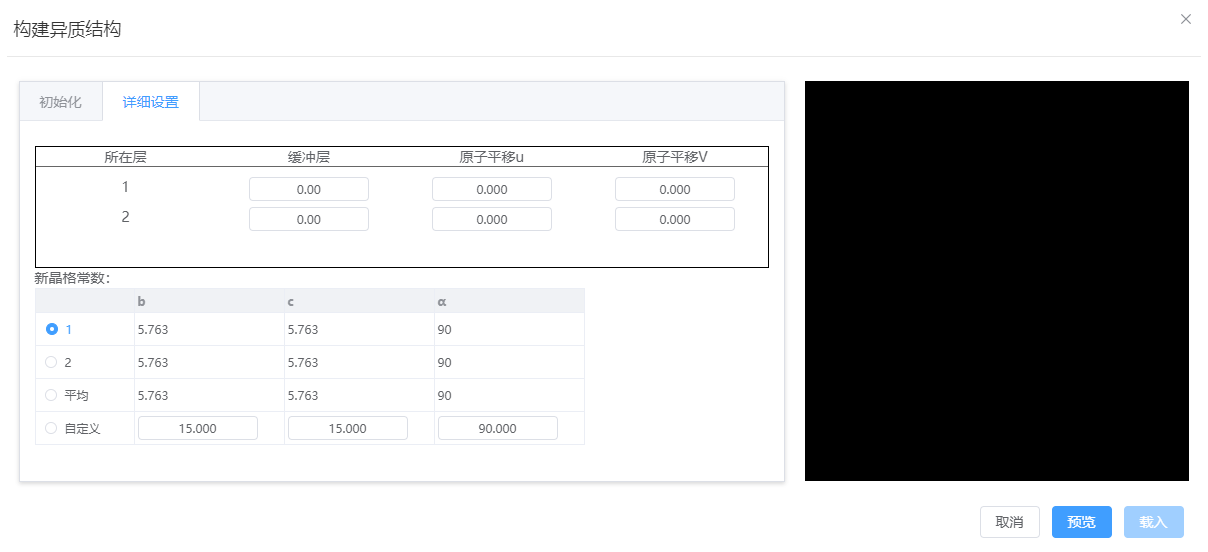 构建异质结构
初始化 详细设置
所在层 缓冲层 原子平移u 原子平移V
1 0.00 0.000 0.000
2 0.00 0.000 0.000
新晶格常数：
b c α
1 5.763 5.763 90
2 5.763 5.763 90
平均 5.763 5.763 90
自定义 15.000 15.000 90.000
取消 预览 载入